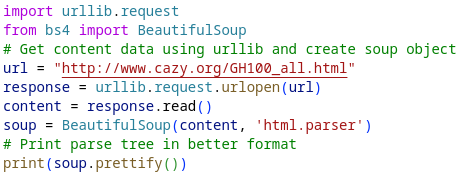 import urllib.request
from bs4 import BeautifulSoup
# Get content data using urllib and create soup object
url = "http://www.cazy.org/GH100_all.html"
response = urllib.request.urlopen(url)
content = response.read()
soup = BeautifulSoup(content, 'html.parser')
# Print parse tree in better format
print(soup.prettify())